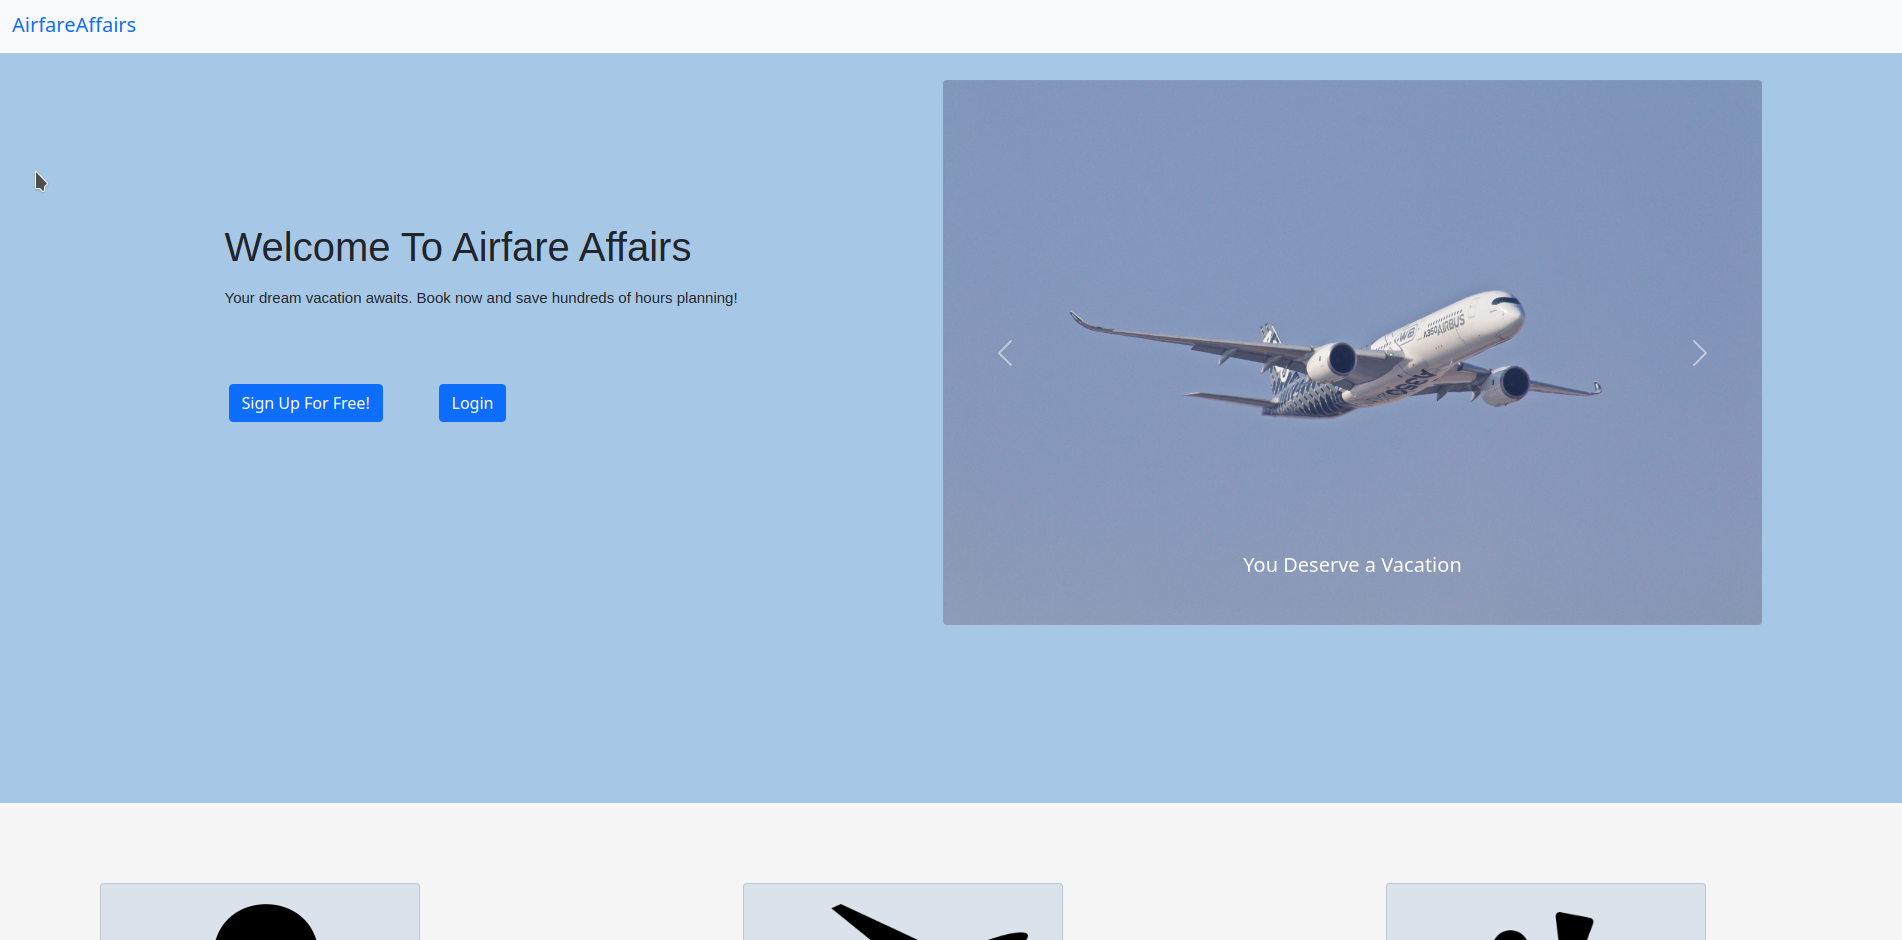 AirfareAffairs
Welcome To Airfare Affairs
Your dream vacation awaits. Book now and save hundreds of hours planning!
Sign Up For Free!
Login
A350 AIRBUS
A350
You Deserve a Vacation